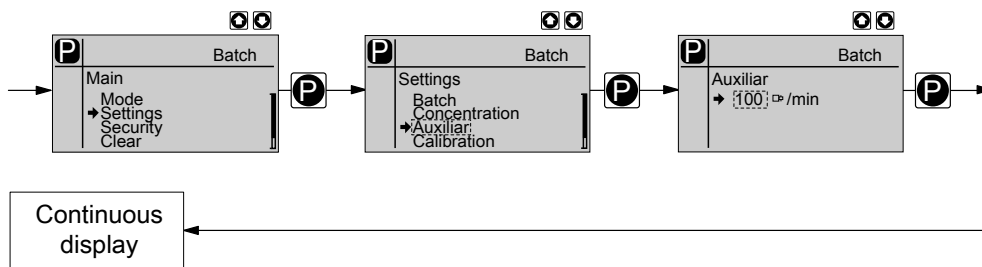 P
Batch
Main
Mode
Settings
Security
Clear
P
P
Batch
Settings
Batch
Concentration
Auxiliar
Calibration
P
P
Batch
Auxiliar
100 /min
P
Continuous
display